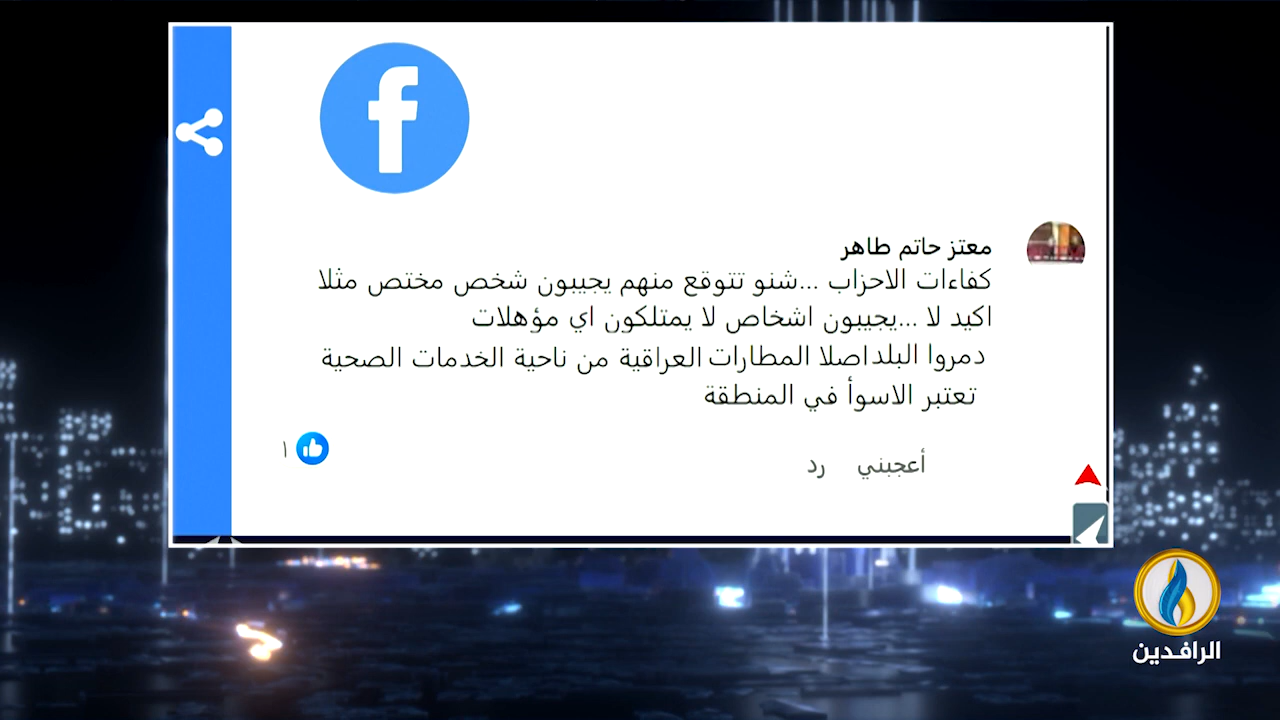 معتز حاتم طاهر
كفاءات الاحزاب ...شنو تتوقع منهم يجيبون شخص مختص مثلا
اكيد لا ...يجيبون اشخاص لا يمتلكون اي مؤهلات
دمروا البلداصلا المطارات العراقية من ناحية الخدمات الصحية
تعتبر الاسوأ في المنطقة
أعجبني رد
١
الرافدين